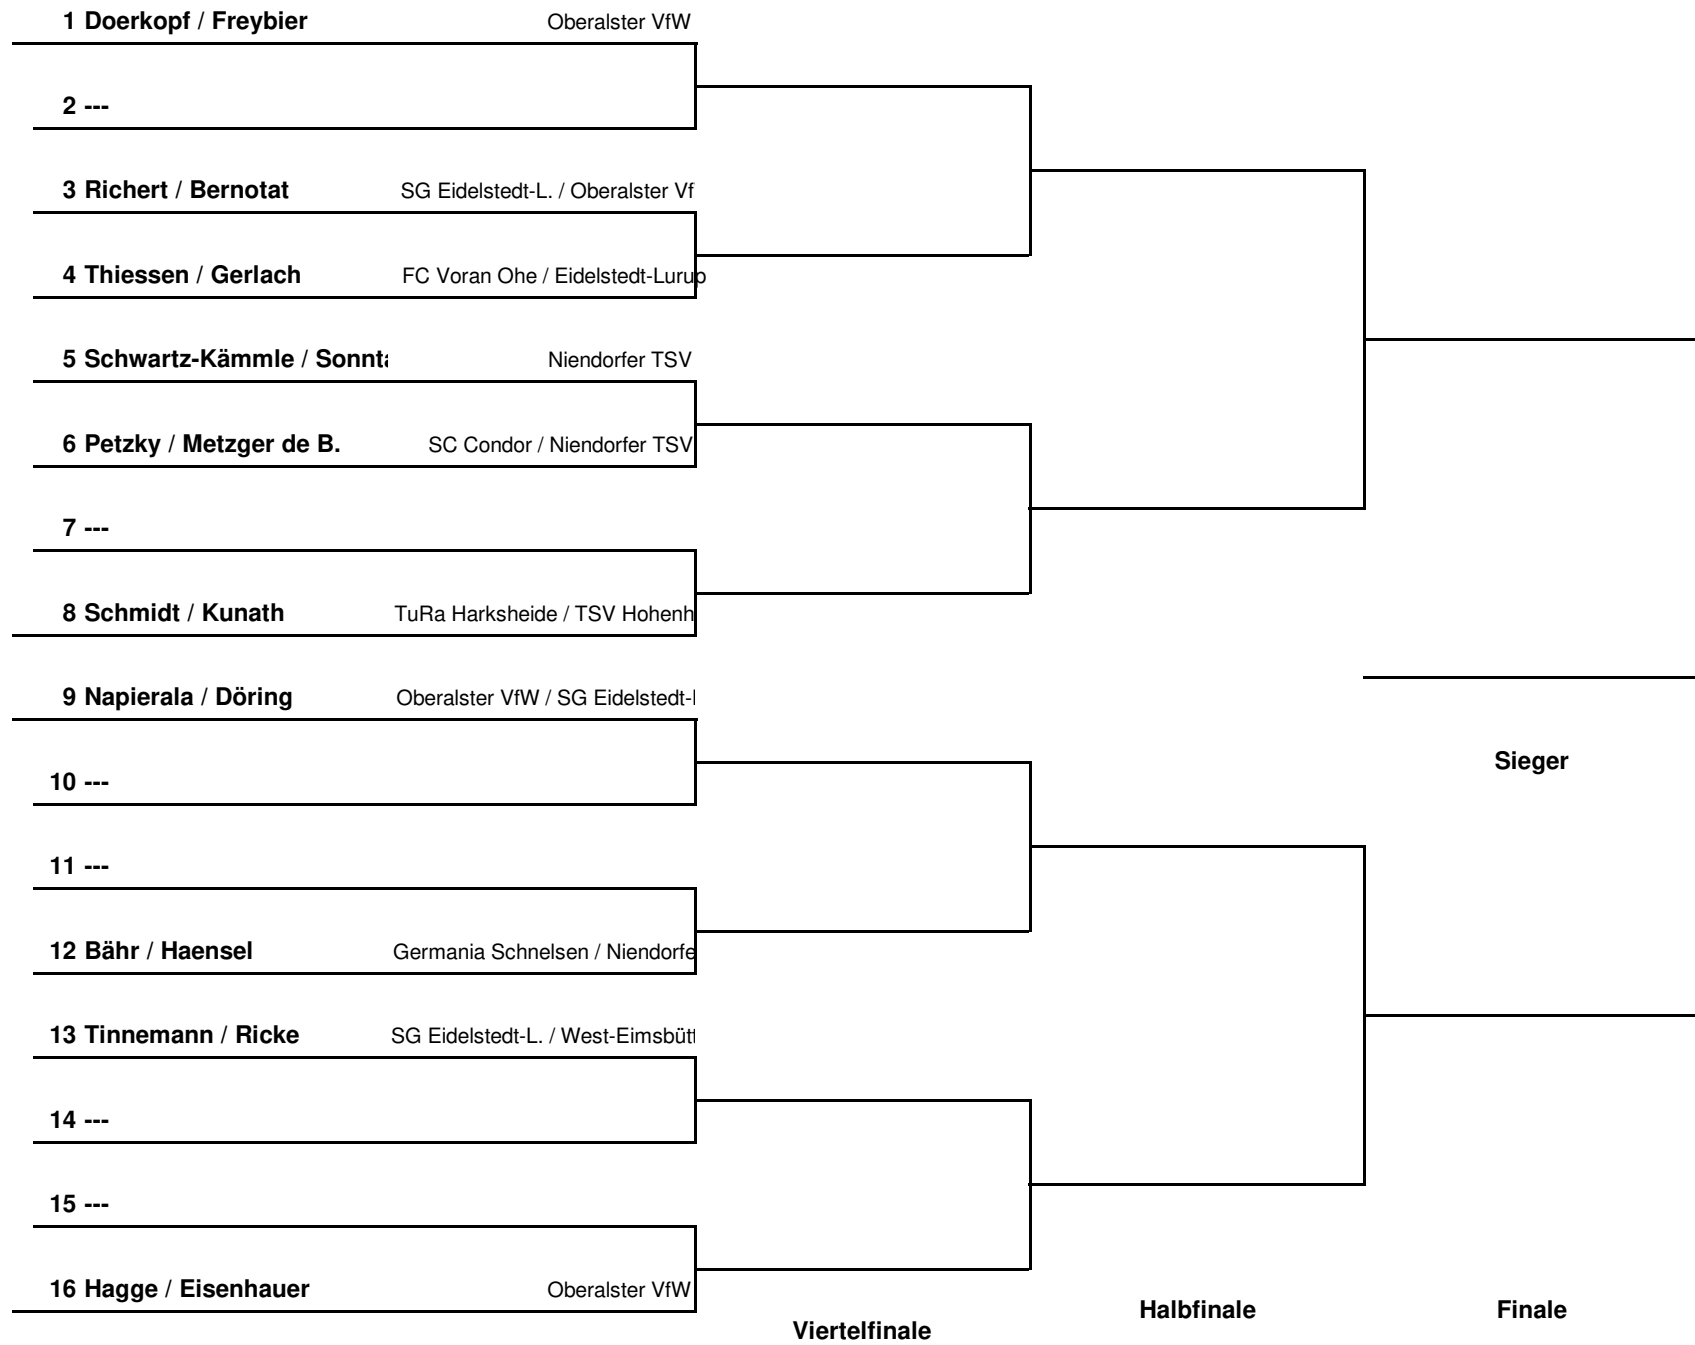 1 Doerkopf / Freybier Oberalster VfW
2 ---
3 Richert / Bernotat SG Eidelstedt-L. / Oberalster Vf
4 Thiessen / Gerlach FC Voran Ohe / Eidelstedt-Lurup
5 Schwartz-Kämmle / Sonnta Niendorfer TSV
6 Petzky / Metzger de B. SC Condor / Niendorfer TSV
7 ---
8 Schmidt / Kunath TuRa Harksheide / TSV Hohenh
9 Napierala / Döring Oberalster VfW / SG Eidelstedt-
Sieger
10 ---
11 ---
12 Bähr / Haensel Germania Schnelsen / Niendorfe
13 Tinnemann / Ricke SG Eidelstedt-L. / West-Eimsbütt
14 ---
15 ---
16 Hagge / Eisenhauer Oberalster VfW
Viertelfinale
Halbfinale
Finale